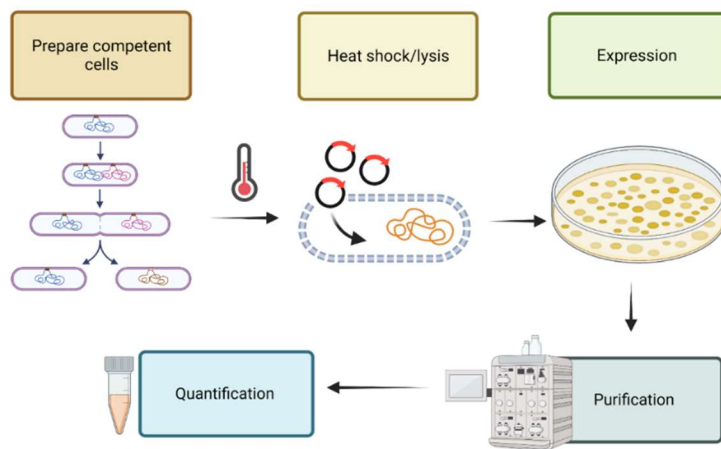 Prepare competent
cells
Heat shock/lysis
Expression
Quantification
Purification